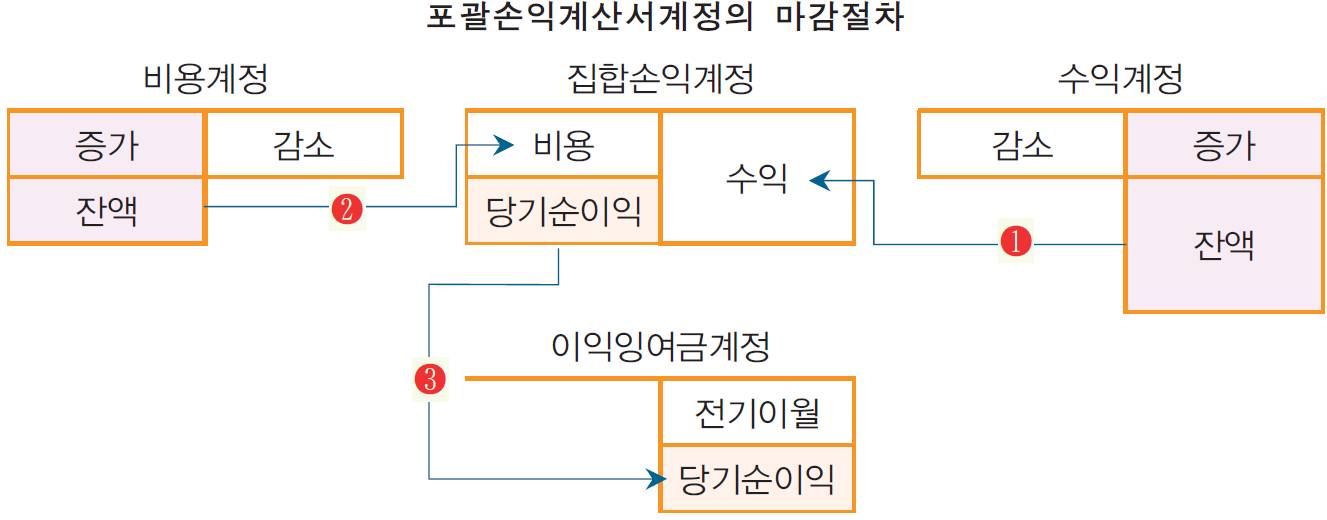 포괄손익계산서계정의 마감절차
비용계정
집합손익계정
수익계정
증가
감소
비용
수익
감소
증가
잔액
2
당기순이익
1
잔액
이익잉여금계정
3
전기이월
당기순이익